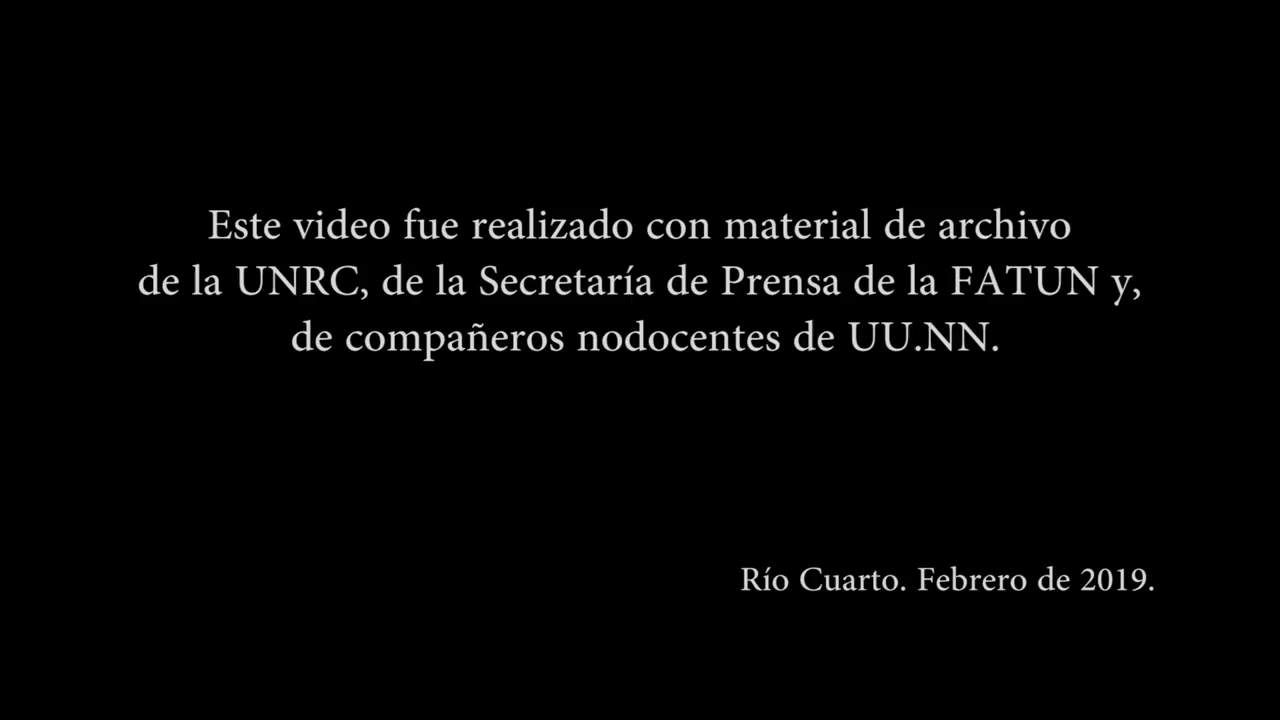 Este video fue realizado con material de archivo
de la UNRC, de la Secretaría de Prensa de la FATUN y,
de compañeros nodocentes de UU.NN.
Río Cuarto. Febrero de 2019.